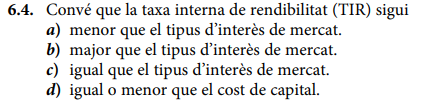 6.4. Convé que la taxa interna de rendibilitat (TIR) sigui
a) menor que el tipus d'interès de mercat.
b) major que el tipus d'interès de mercat.
c) igual que el tipus d'interès de mercat.
d) igual o menor que el cost de capital.